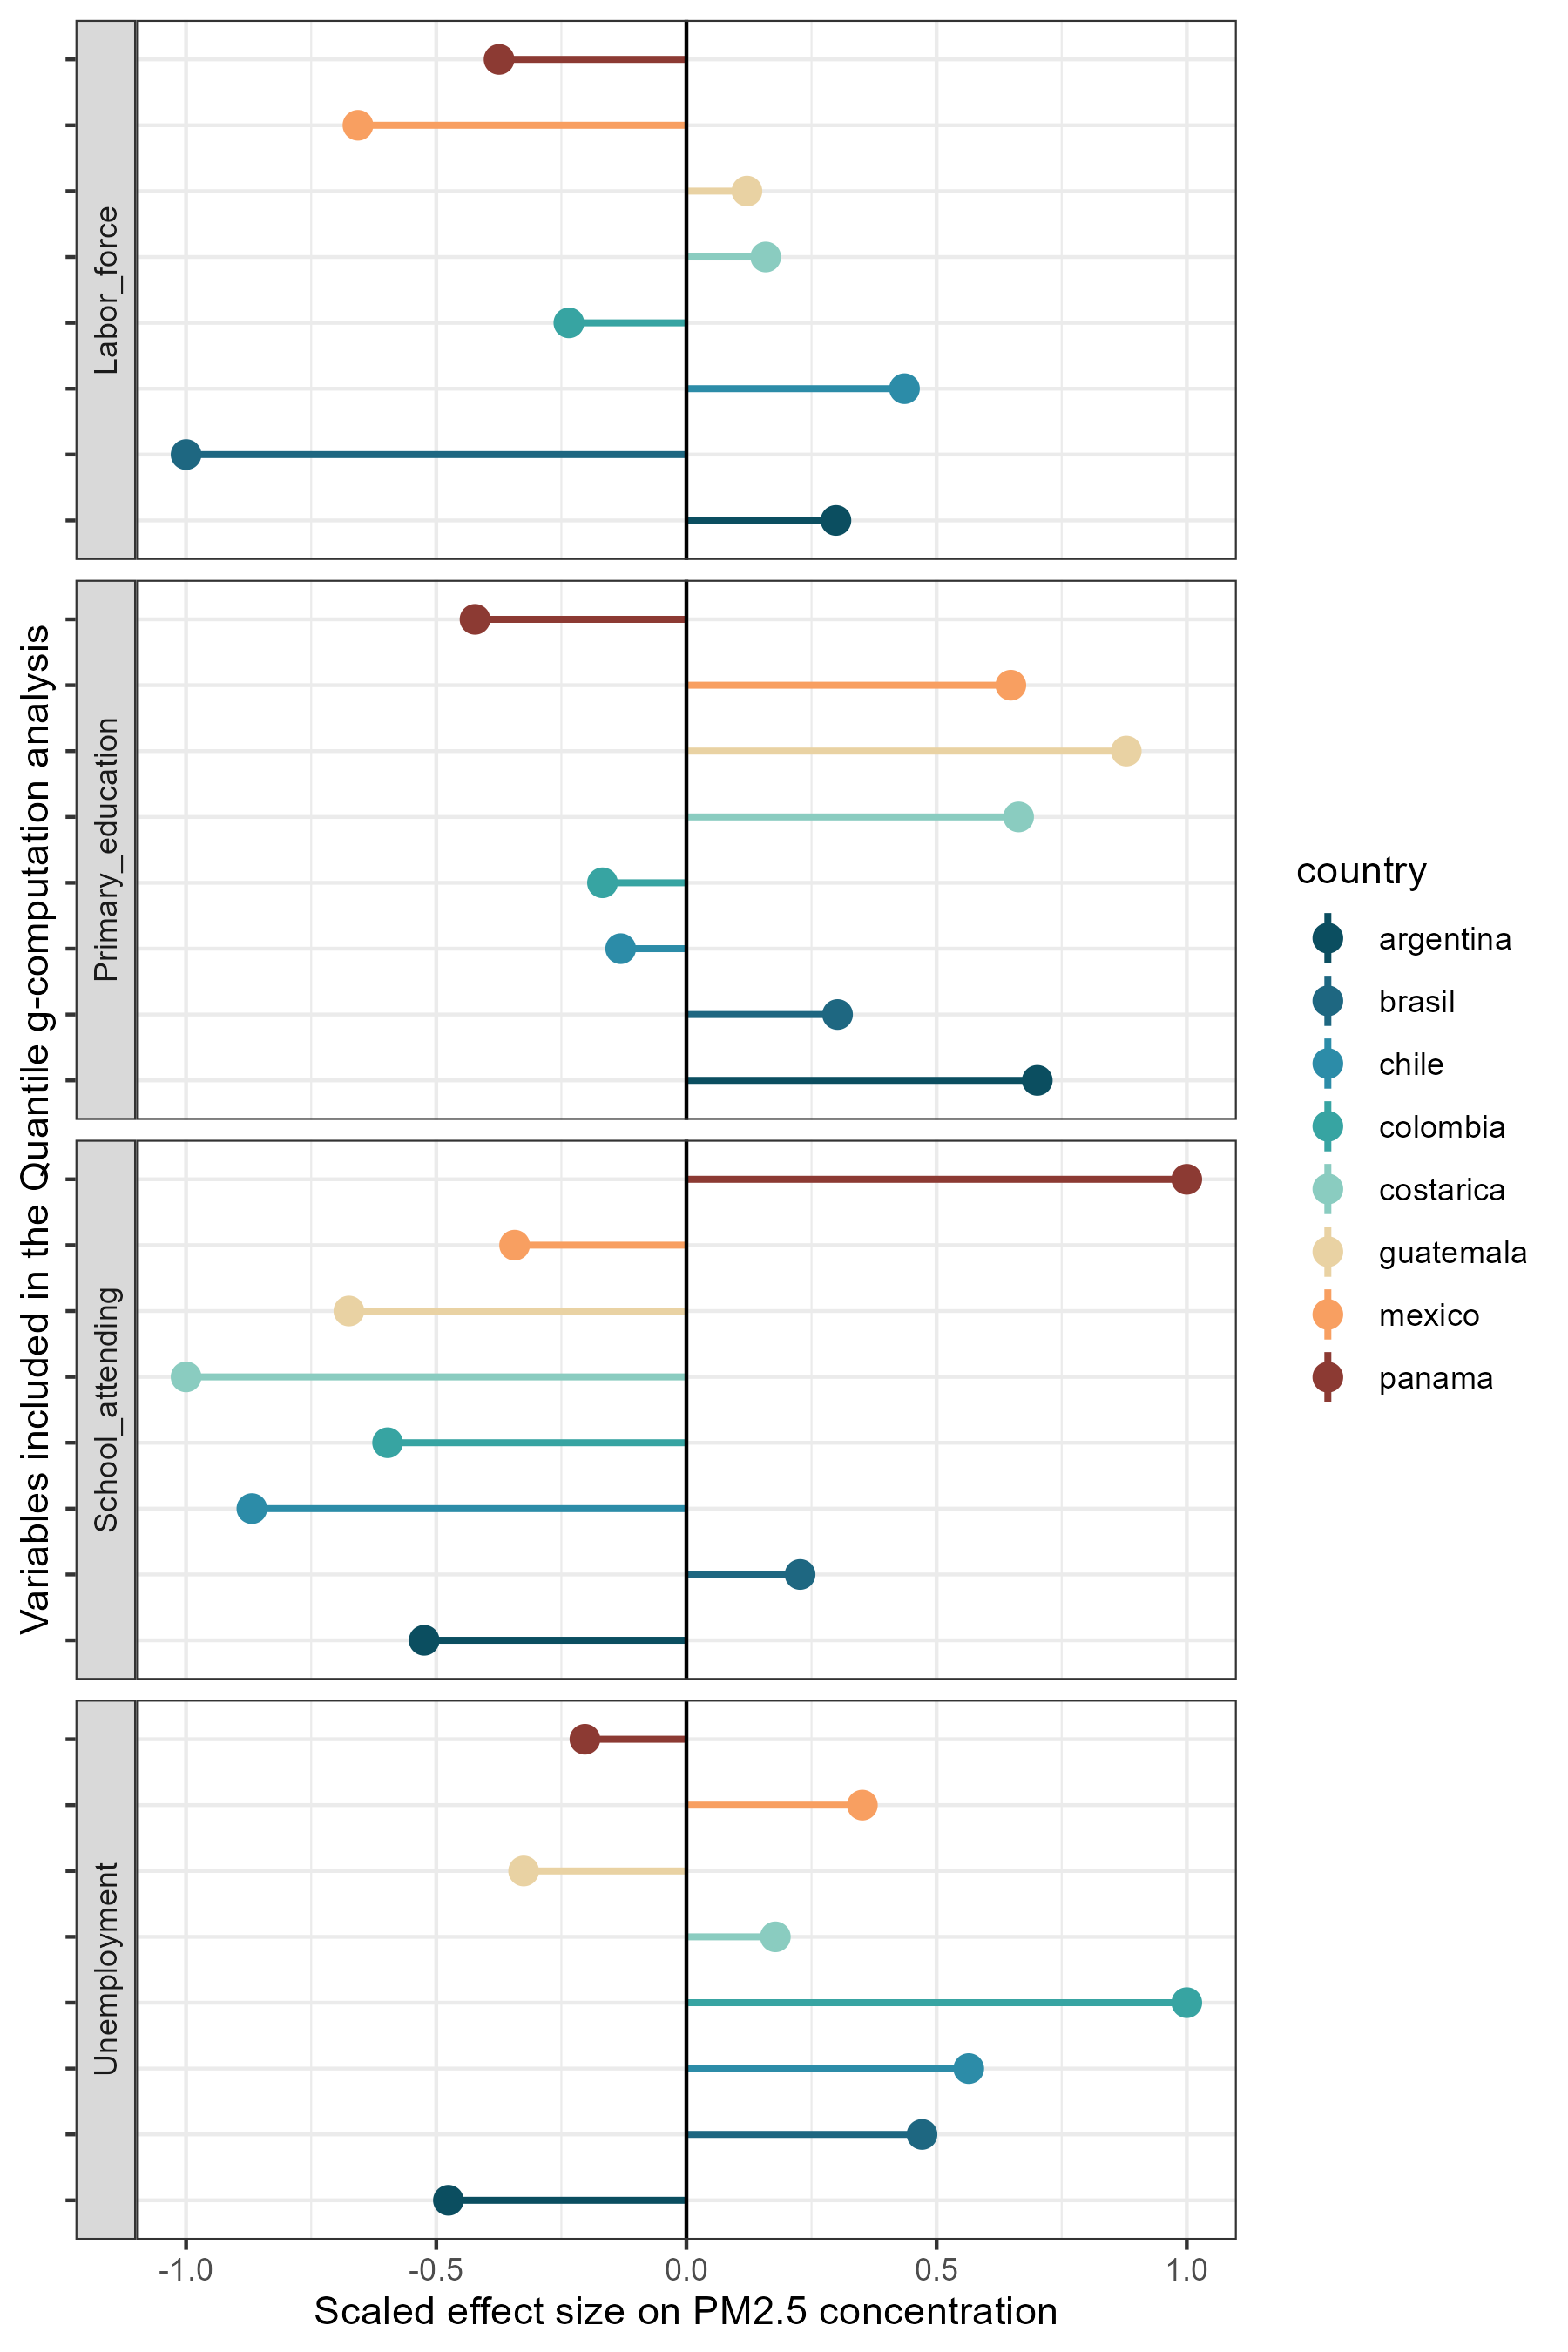 Variables included in the Quantile g-computation analysis
Labor_force
Primary_education
School_attending
Unemployment
-1.0
-0.5
0.0
0.5
1.0
Scaled effect size on PM2.5 concentration
country
argentina
brasil
chile
colombia
costarica
guatemala
mexico
panama